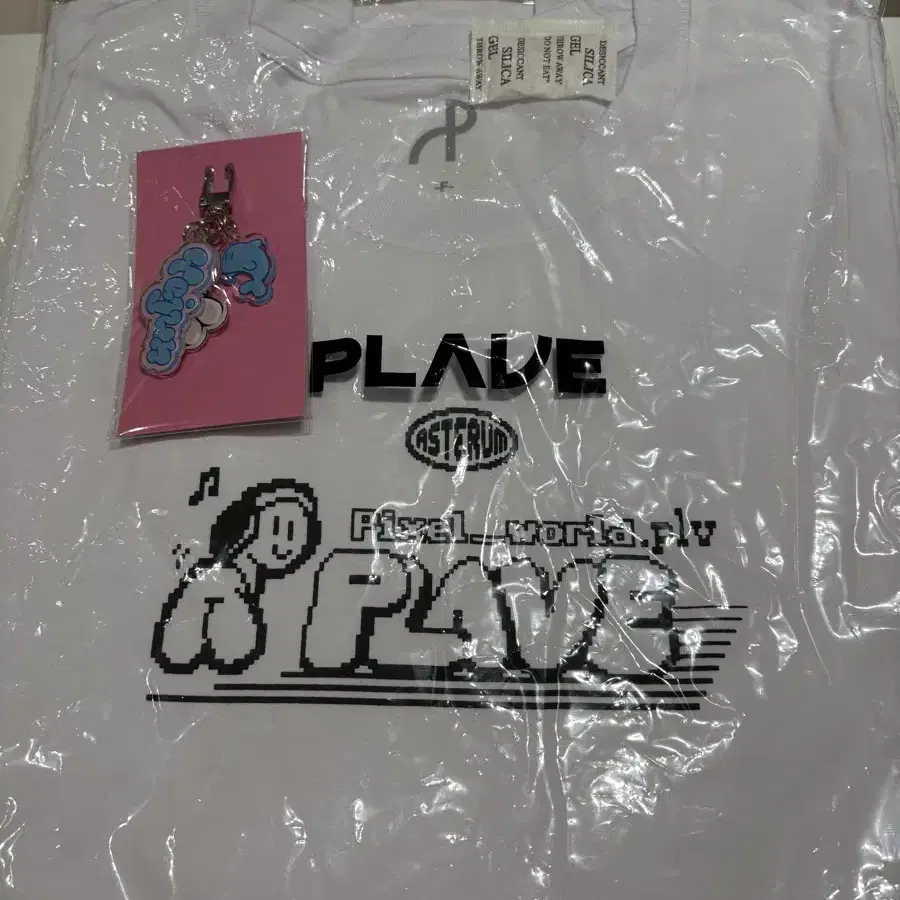 DESICCANT
SILICA
GEL
THROW AWAY
"DO NOT EAT"
DESICCANT
SILICA
GEL
THROW AWAY
F
PLAVE
ASTERUM
Pixel_world.plv
PLAVE